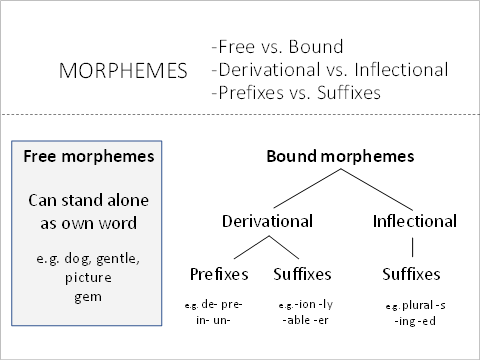 MORPHEMES
-Free vs. Bound
-Derivational vs. Inflectional
-Prefixes vs. Suffixes
Free morphemes
Can stand alone
as own word
e.g. dog, gentle,
picture
gem
Bound morphemes
Derivational
Inflectional
Prefixes
Suffixes
Suffixes
e.g. de- pre-
in- un-
e.g. -ion -ly
-able -er
e.g. plural -s
-ing -ed